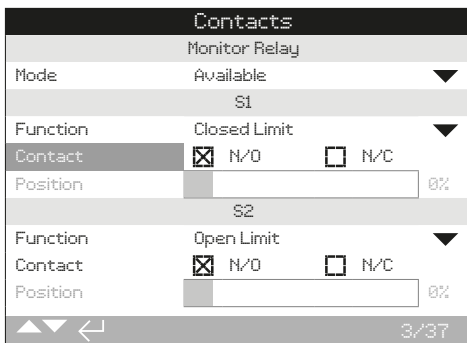 Contacts
Monitor Relay
Mode Available
S1
Function Closed Limit
Contact N/O N/C
Position 0%
S2
Function Open Limit
Contact N/O N/C
Position 0%
3/37